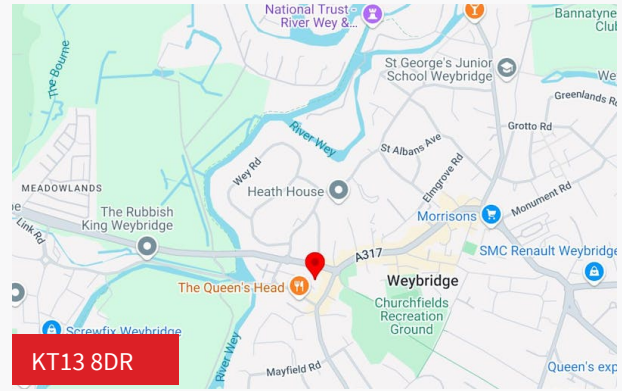 National Trust -
River Wey &...
Bannatyne
Club
St George's Junior
School Weybridge
The Bourne
We
Greenlands Ro
River Wey
Grotto Rd
St Albans Ave
Wey Rd
Elmgrove Rd
Heath House
MEADOWLANDS
Monument Rd
Morrisons
The Rubbish
King Weybridge
Link Rd
A317
SMC Renault Weybridge
The Queen's Head
Weybridge
Churchfields
Recreation
Ground
Screwfix Weybridge
River Wey
Mayfield Rd
Queen's exp
KT13 8DR